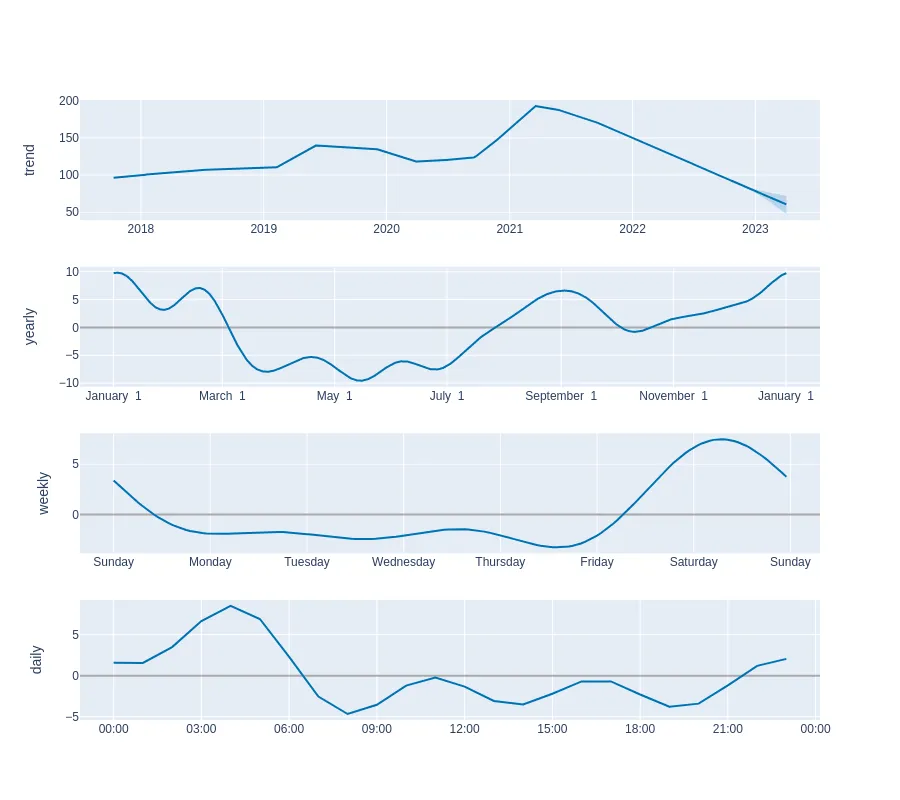 trend
200
150
100
50
2018 2019 2020 2021 2022 2023
yearly
10
5
0
−5
−10
January 1 March 1 May 1 July 1 September 1 November 1 January 1
weekly
5
0
Sunday Monday Tuesday Wednesday Thursday Friday Saturday Sunday
daily
5
0
−5
00:00 03:00 06:00 09:00 12:00 15:00 18:00 21:00 00:00